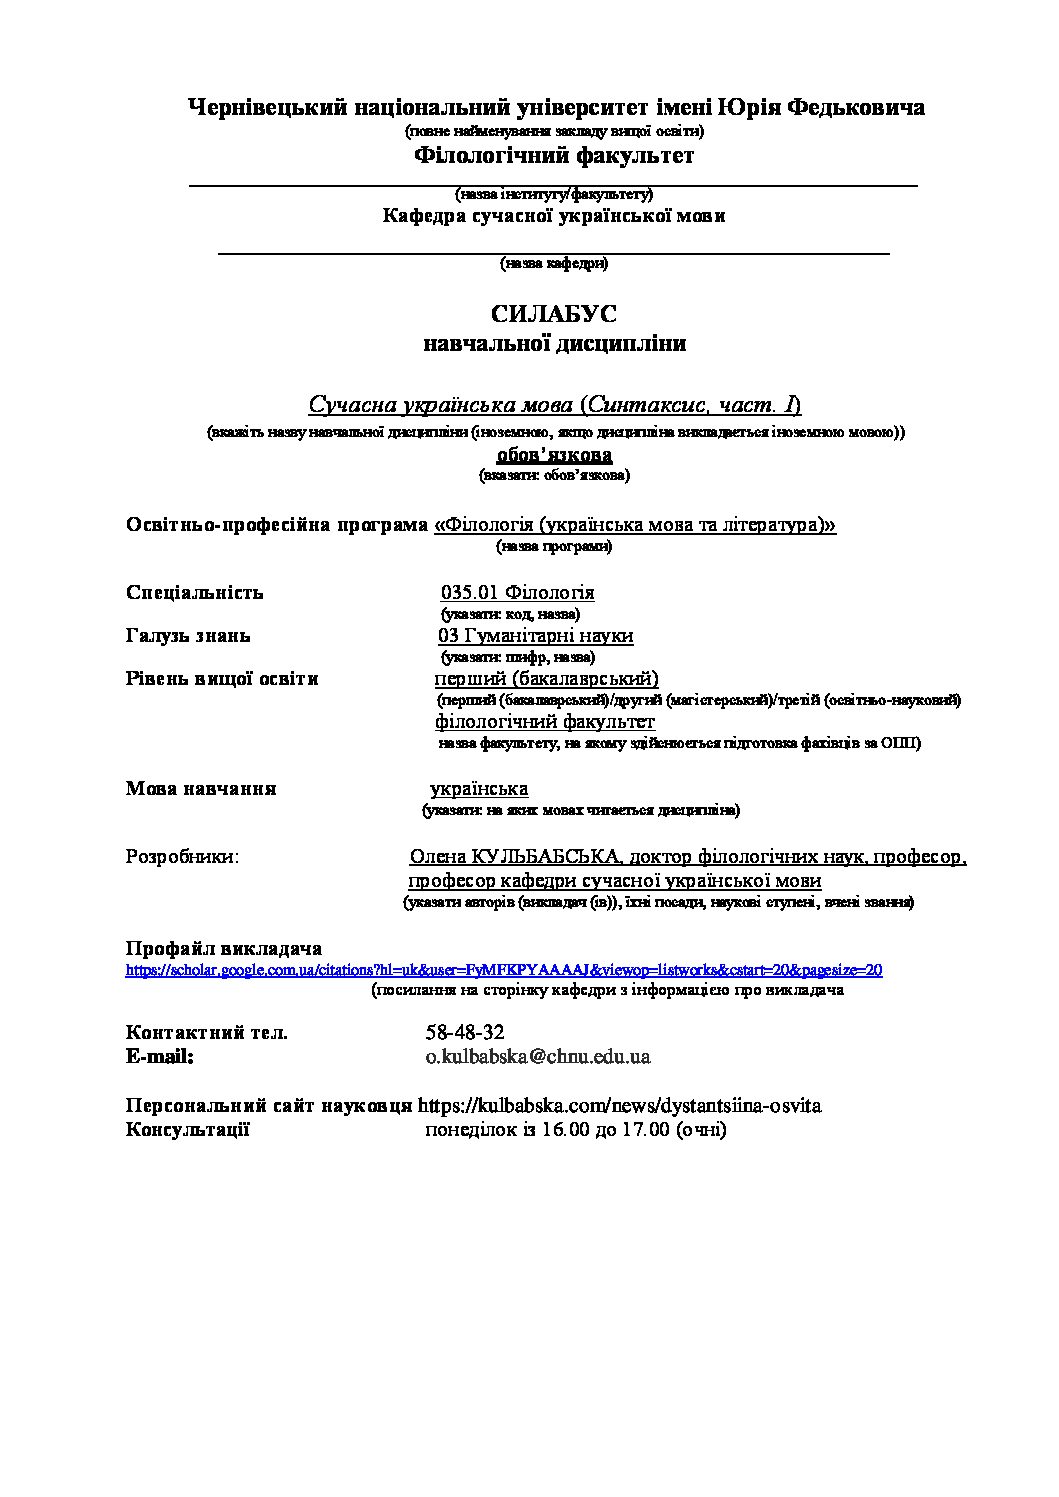 Чернівецький національний університет імені Юрія Федьковича
(повне найменування закладу вищої освіти)
Філологічний факультет
(назва інституту/факультету)
Кафедра сучасної української мови
(назва кафедри)
СИЛАБУС
навчальної дисципліни
Сучасна українська мова (Синтаксис, част. І)
(вкажіть назву навчальної дисципліни (іноземною, якщо дисципліна викладається іноземною мовою))
обов’язкова
(вказати: обов’язкова)
Освітньо-професійна програма «Філологія (українська мова та література)»
(назва програми)
Спеціальність 035.01 Філологія
(указати: код, назва)
Галузь знань 03 Гуманітарні науки
(указати: шифр, назва)
Рівень вищої освіти перший (бакалаврський)
(перший (бакалаврський)/другий (магістерський)/третій (освітньо-науковий)
філологічний факультет
назва факультету, на якому здійснюється підготовка фахівців за ОПП)
Мова навчання українська
(указати: на яких мовах читається дисципліна)
Розробники: Олена КУЛЬБАБСЬКА, доктор філологічних наук, професор,
професор кафедри сучасної української мови
(указати авторів (викладач (ів)), їхні посади, наукові ступені, вчені звання)
Профайл викладача
https://scholar.google.com.ua/citations?hl=uk&user=FyMFKPYAAAAJ&viewop=listworks&cstart=20&pagesize=20
(посилання на сторінку кафедри з інформацією про викладача
Контактний тел. 58-48-32
E-mail: o.kulbabska@chnu.edu.ua
Персональний сайт науковця https://kulbabska.com/news/dystantsiina-osvita
Консультації понеділок із 16.00 до 17.00 (очні)